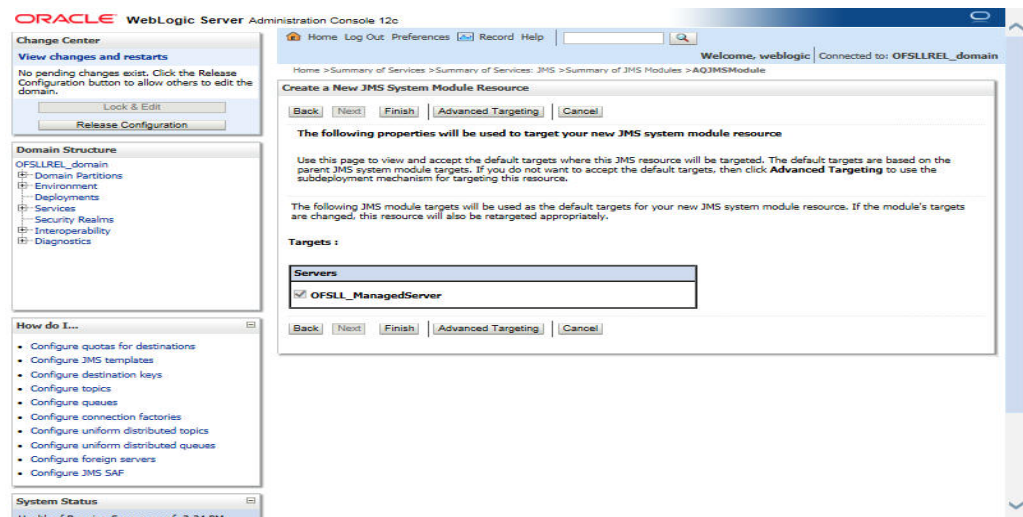 ORACLE WebLogic Server Administration Console 12c
Change Center
View changes and restarts
No pending changes exist. Click the Release
Configuration button to allow others to edit the
domain.
Lock & Edit
Release Configuration
Domain Structure
OFSLLREL_domain
Domain Partitions
Environment
Deployments
Services
Security Realms
Interoperability
Diagnostics
How do I...
Configure quotas for destinations
Configure JMS templates
Configure destination keys
Configure topics
Configure queues
Configure connection factories
Configure uniform distributed topics
Configure uniform distributed queues
Configure foreign servers
Configure JMS SAF
System Status
Home Log Out Preferences Record Help
Welcome, weblogic Connected to: OFSLLREL_domain
Home >Summary of Services >Summary of Services: JMS >Summary of JMS Modules >AQJMSModule
Create a New JMS System Module Resource
Back Next Finish Advanced Targeting Cancel
The following properties will be used to target your new JMS system module resource
Use this page to view and accept the default targets where this JMS resource will be targeted. The default targets are based on the
parent JMS system module targets. If you do not want to accept the default targets, then click Advanced Targeting to use the
subdeployment mechanism for targeting this resource.
The following JMS module targets will be used as the default targets for your new JMS system module resource. If the module's targets
are changed, this resource will also be retargeted appropriately.
Targets :
Servers
OFSLL_ManagedServer
Back Next Finish Advanced Targeting Cancel